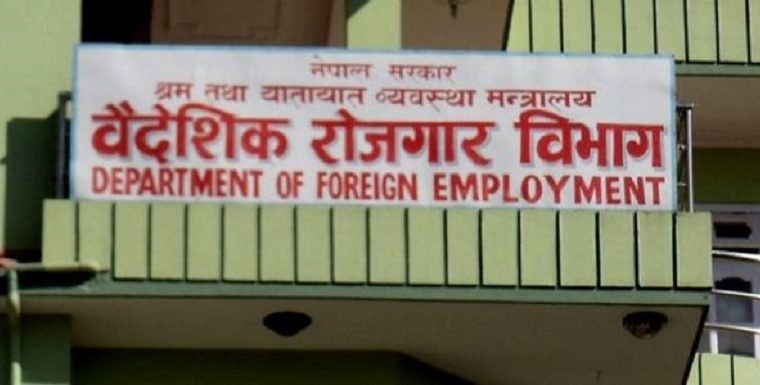 नेपाल सरकार
श्रम तथा यातायात व्यवस्था मन्त्रालय
वैदेशिक रोजगार विभाग
DEPARTMENT OF FOREIGN EMPLOYMENT